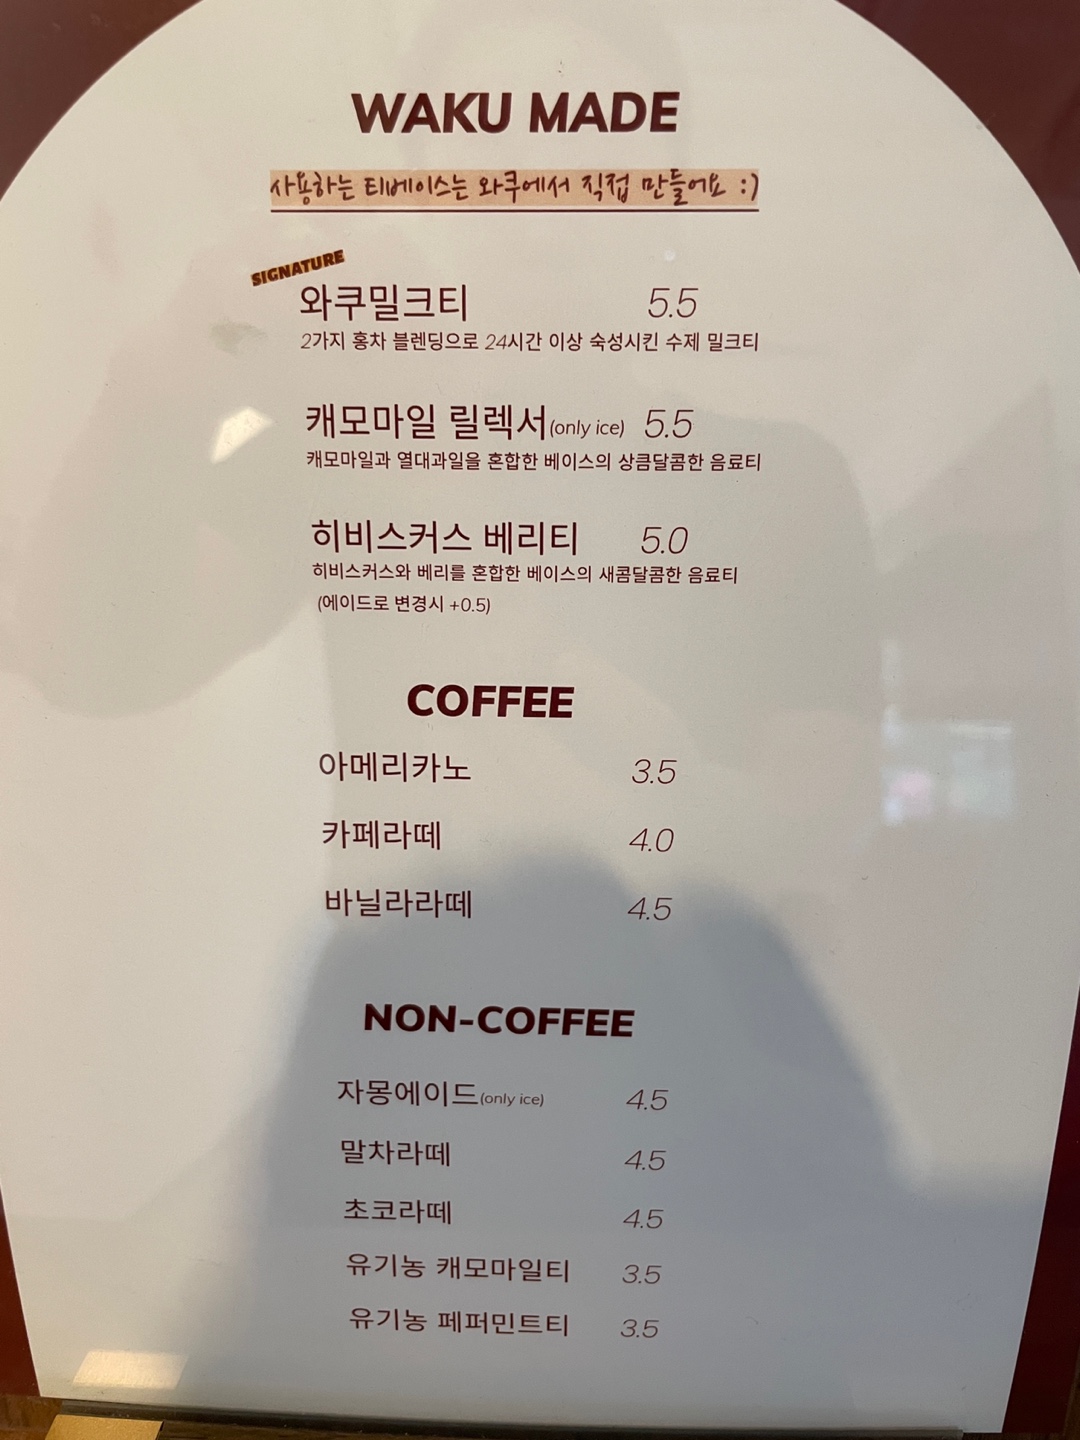 WAKU MADE
사용하는 티베이스는 와쿠에서 직접 만들어요 :)
SIGNATURE
와쿠밀크티 5.5
2가지 홍차 블렌딩으로 24시간 이상 숙성시킨 수제 밀크티
캐모마일 릴렉서(only ice) 5.5
캐모마일과 열대과일을 혼합한 베이스의 상큼달콤한 음료티
히비스커스 베리티 5.0
히비스커스와 베리를 혼합한 베이스의 새콤달콤한 음료티
(에이드로 변경시 +0.5)
COFFEE
아메리카노 3.5
카페라떼 4.0
바닐라라떼 4.5
NON-COFFEE
자몽에이드(only ice) 4.5
말차라떼 4.5
초코라떼 4.5
유기농 캐모마일티 3.5
유기농 페퍼민트티 3.5